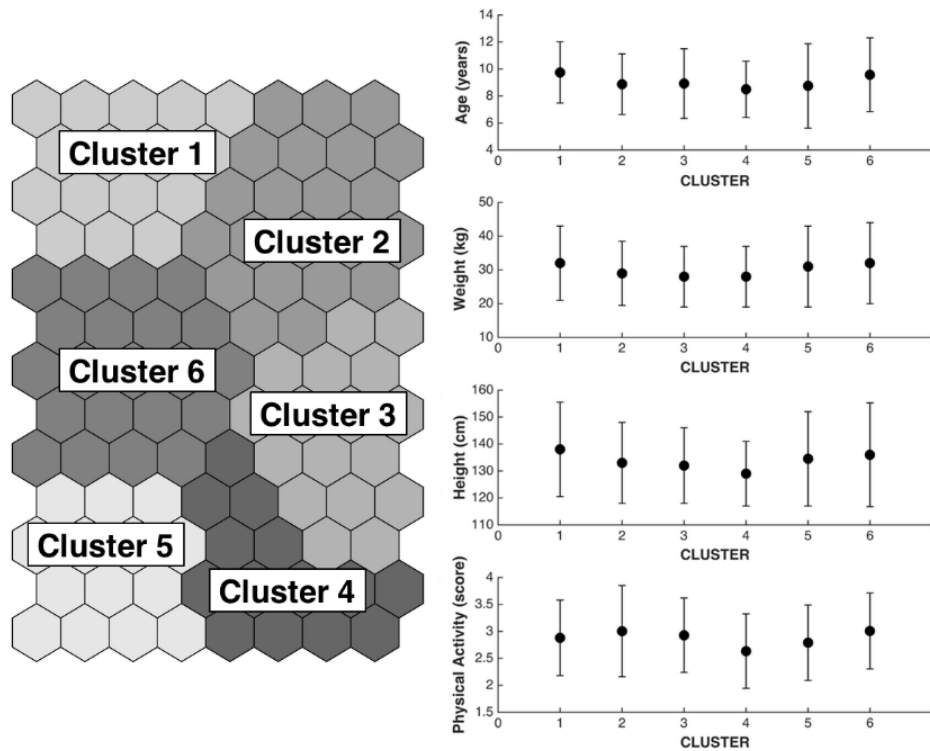 Cluster 1
Cluster 2
Cluster 6
Cluster 3
Cluster 5
Cluster 4
Age (years)
14
12
10
8
6
4
0 1 2 3 4 5 6
CLUSTER
Weight (kg)
50
40
30
20
10
0 1 2 3 4 5 6
CLUSTER
Height (cm)
160
150
140
130
120
110
0 1 2 3 4 5 6
CLUSTER
Physical Activity (score)
4
3.5
3
2.5
2
1.5
0 1 2 3 4 5 6
CLUSTER